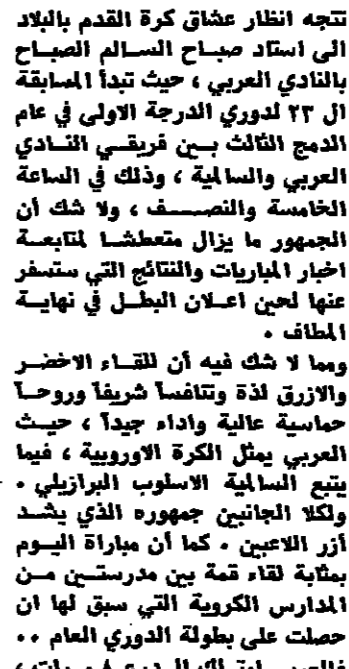 تتجه انظار عشاق كرة القدم بالبلاد
الى استاد صباح السالم الصباح
بالنادي العربي ، حيث تبدأ المسابقة
ال ٢٣ لدوري الدرجة الاولى في عام
الدمج الثالث بين فريقي النادي
العربي والسالمية ، وذلك في الساعة
الخامسة والنصف ، ولا شك أن
الجمهور ما يزال متعطشا لمتابعة
اخبار المباريات والنتائج التي ستسفر
عنها لحين اعلان البطل في نهاية
المطاف .
ومما لا شك فيه أن للقاء الاخضر
والازرق لذة وتنافساً شريفاً وروحاً
حماسية عالية واداء جيداً ، حيث
العربي يمثل الكرة الاوروبية ، فيما
يتبع السالمية الاسلوب البرازيلي .
ولكلا الجانبين جمهوره الذي يشد
أزر اللاعبين . كما أن مباراة اليوم
بمثابة لقاء قمة بين مدرستين من
المدارس الكروية التي سبق لها ان
حصلت على بطولة الدوري العام ..